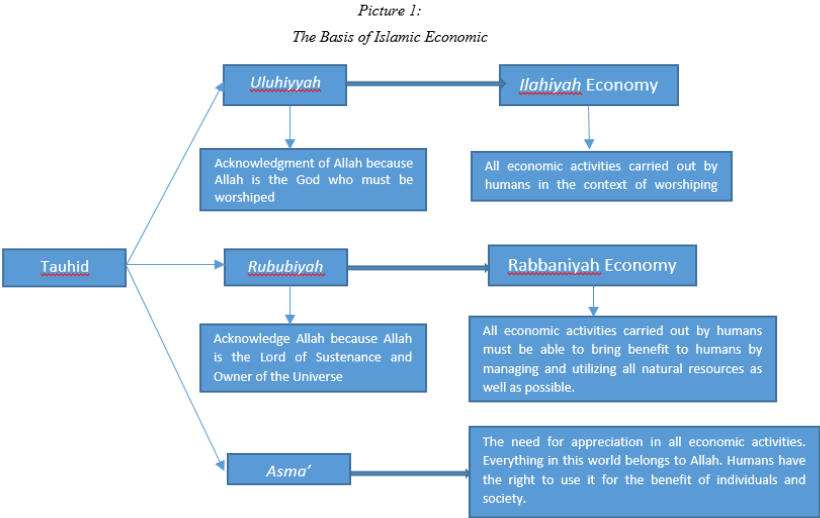 Picture 1:
The Basis of Islamic Economic
Uluhiyyah
Ilahiyah Economy
Acknowledgment of Allah because
Allah is the God who must be
worshiped
All economic activities carried out by
humans in the context of worshiping
Tauhid
Rububiyah
Rabbaniyah Economy
Acknowledge Allah because Allah
is the Lord of Sustenance and
Owner of the Universe
All economic activities carried out by humans
must be able to bring benefit to humans by
managing and utilizing all natural resources as
well as possible.
Asma’
The need for appreciation in all economic activities.
Everything in this world belongs to Allah. Humans have
the right to use it for the benefit of individuals and
society.